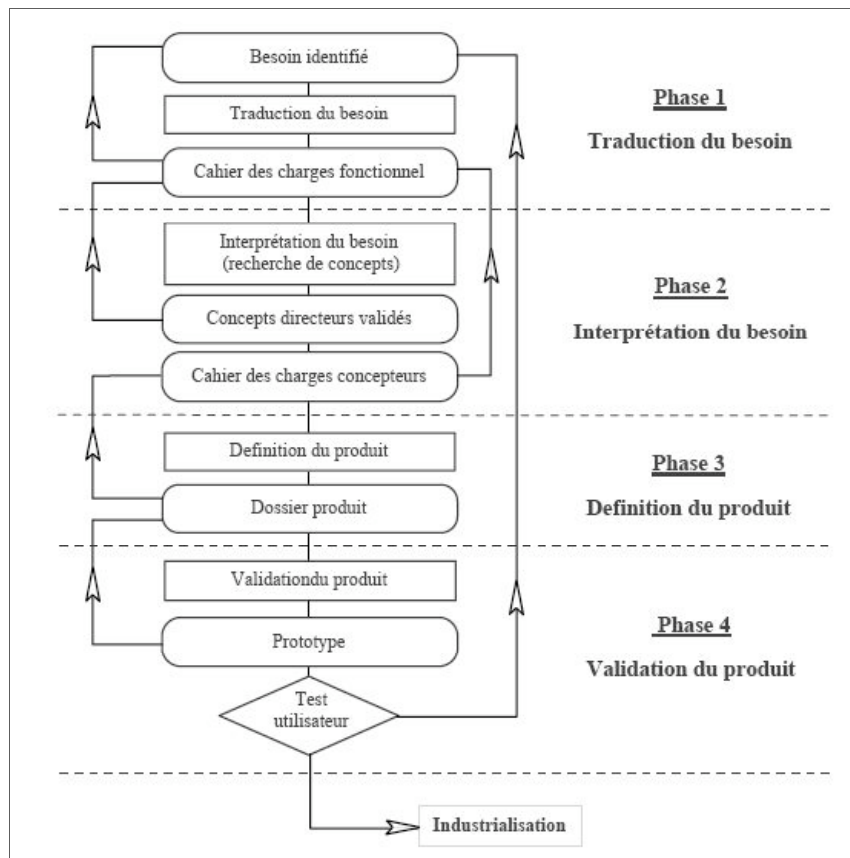 Besoin identifié
Phase 1
Traduction du besoin
Traduction du besoin
Cahier des charges fonctionnel
Interprétation du besoin
(recherche de concepts)
Phase 2
Concepts directeurs validés
Interprétation du besoin
Cahier des charges concepteurs
Definition du produit
Phase 3
Dossier produit
Definition du produit
Validationdu produit
Phase 4
Prototype
Validation du produit
Test
utilisateur
Industrialisation